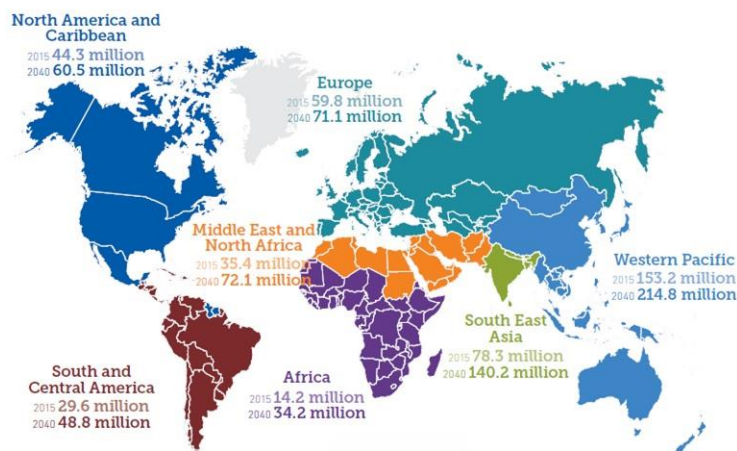 North America and
Caribbean
2015 44.3 million
2040 60.5 million
Europe
2015 59.8 million
2040 71.1 million
Middle East and
North Africa
2015 35.4 million
2040 72.1 million
Western Pacific
2015 153.2 million
2040 214.8 million
South East
Asia
2015 78.3 million
2040 140.2 million
South and
Central America
2015 29.6 million
2040 48.8 million
Africa
2015 14.2 million
2040 34.2 million